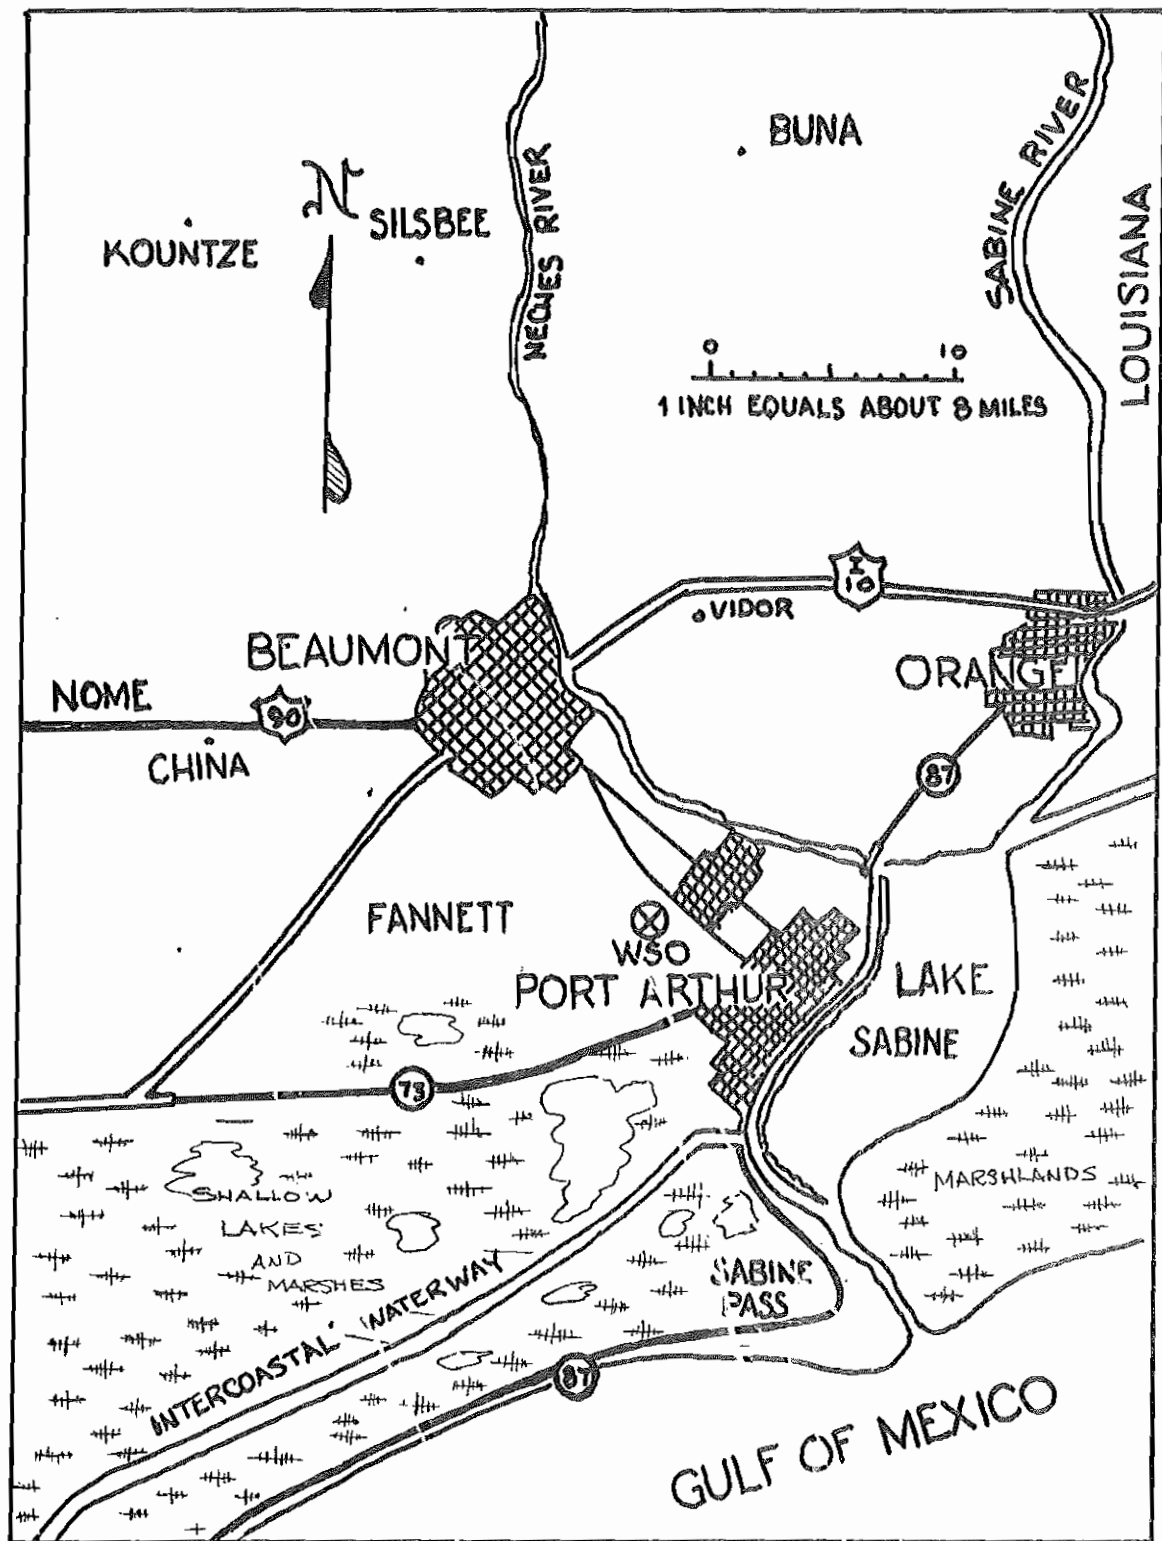 BUNA
SABINE RIVER
N
SILSBEE
KOUNTZE
NECHES RIVER
LOUISIANA
0 10
1 INCH EQUALS ABOUT 8 MILES
I
10
VIDOR
BEAUMONT
ORANGE
NOME
90
CHINA
87
FANNETT
WSO
PORT ARTHUR
LAKE
SABINE
73
MARSHLANDS
SHALLOW
LAKES
AND
MARSHES
SABINE
PASS
INTERCOASTAL WATERWAY
87
GULF OF MEXICO